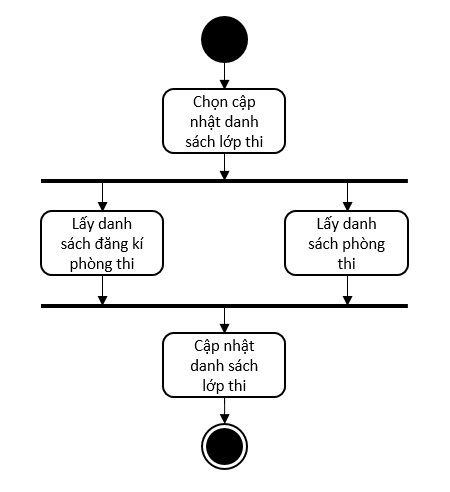 Chọn cập
nhật danh
sách lớp thi
Lấy danh
sách đăng kí
phòng thi
Lấy danh
sách phòng
thi
Cập nhật
danh sách
lớp thi